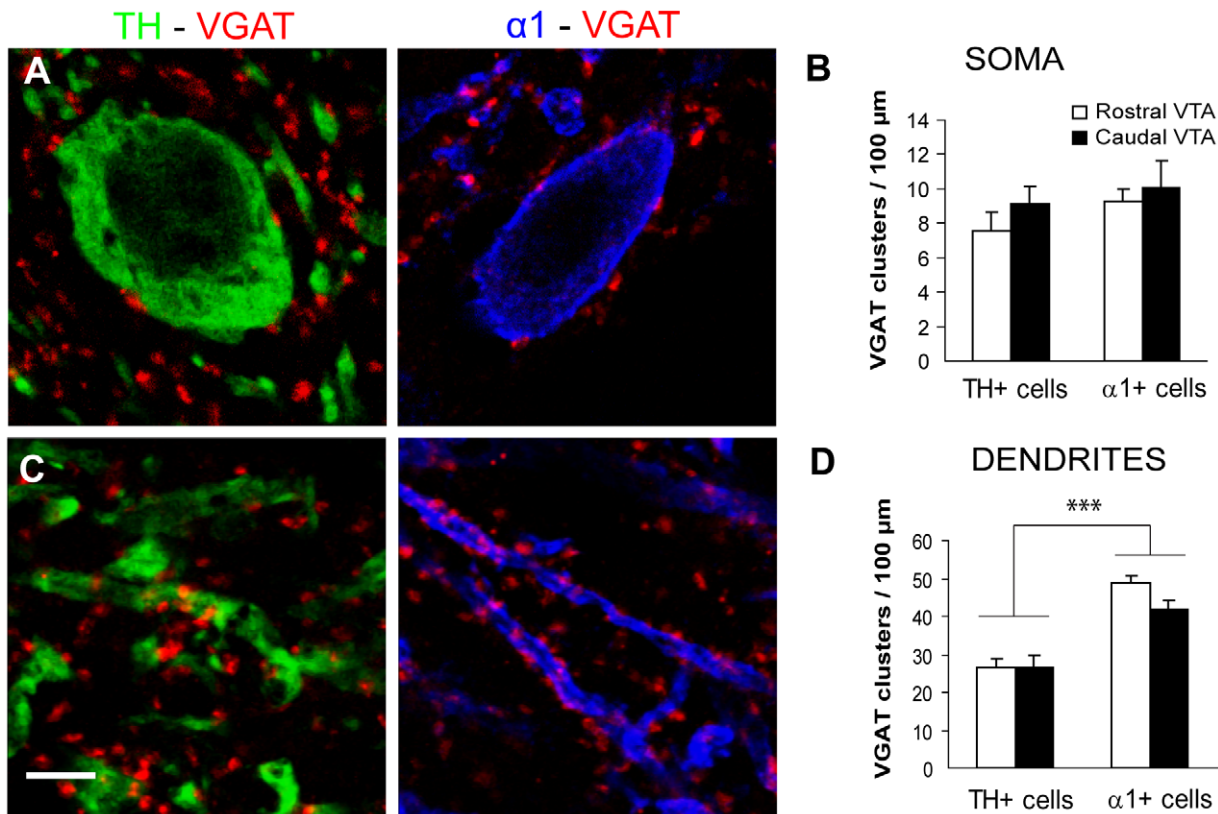 TH - VGAT
α1 - VGAT
A
B
SOMA
VGAT clusters / 100 µm
14
12
10
8
6
4
2
0
Rostral VTA
Caudal VTA
TH+ cells
α1+ cells
C
D
DENDRITES
VGAT clusters / 100 µm
60
50
40
30
20
10
0
***
TH+ cells
α1+ cells